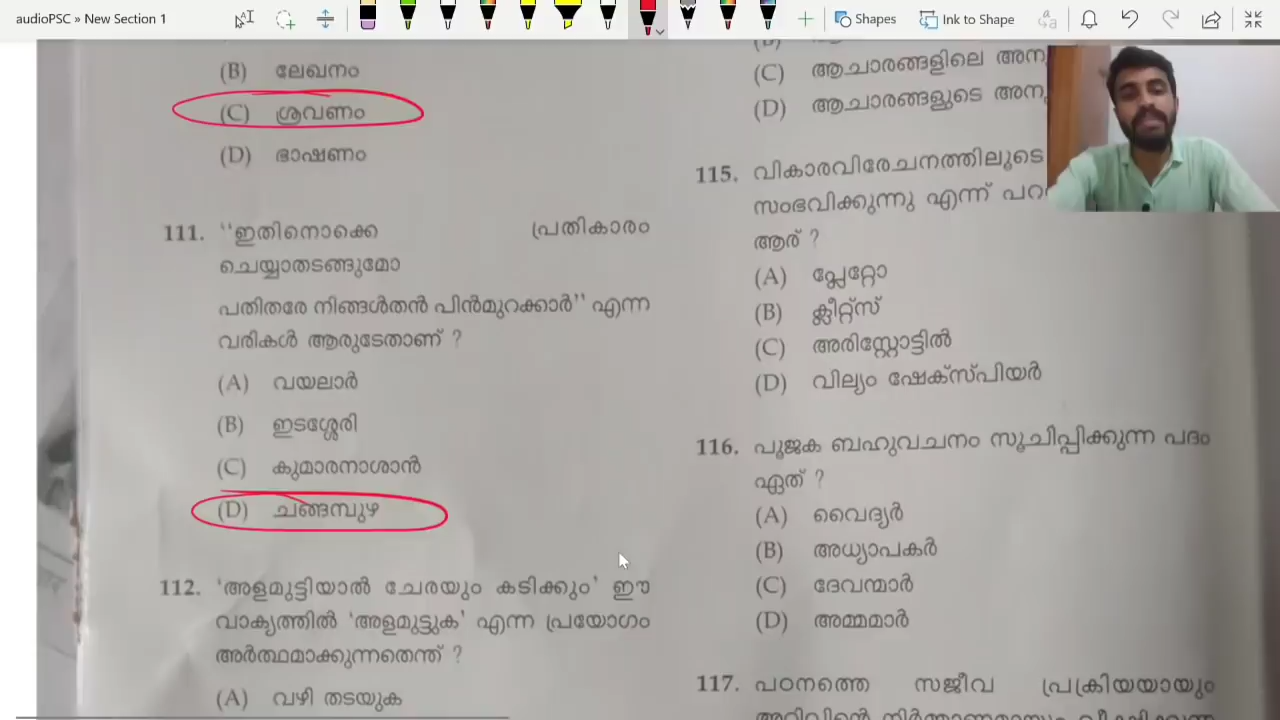 audioPSC » New Section 1
Shapes
Ink to Shape
(B) ലേഖനം
(C) ശ്രവണം
(D) ഭാഷണം
111. "ഇതിനൊക്കെ പ്രതികാരം
ചെയ്യാതടങ്ങുമോ
പതിതരേ നിങ്ങൾതൻ പിൻമുറക്കാർ" എന്ന
വരികൾ ആരുടേതാണ് ?
(A) വയലാർ
(B) ഇടശ്ശേരി
(C) കുമാരനാശാൻ
(D) ചങ്ങമ്പുഴ
112. 'അളമുട്ടിയാൽ ചേരയും കടിക്കും' ഈ
വാക്യത്തിൽ 'അളമുട്ടുക' എന്ന പ്രയോഗം
അർത്ഥമാക്കുന്നതെന്ത് ?
(A) വഴി തടയുക
(C) ആചാരങ്ങളിലെ
(D) ആചാരങ്ങളുടെ
115. വികാരവിരേചനത്തിലൂടെ
സംഭവിക്കുന്നു എന്ന്
ആര് ?
(A) പ്ലേറ്റോ
(B) ക്ലീറ്റ്സ്
(C) അരിസ്റ്റോട്ടിൽ
(D) വില്യം ഷേക്സ്പിയർ
116. പൂജക ബഹുവചനം സൂചിപ്പിക്കുന്ന പദം
ഏത് ?
(A) വൈദ്യർ
(B) അധ്യാപകർ
(C) ദേവന്മാർ
(D) അമ്മമാർ
117. പഠനത്തെ സജീവ പ്രക്രിയയായും